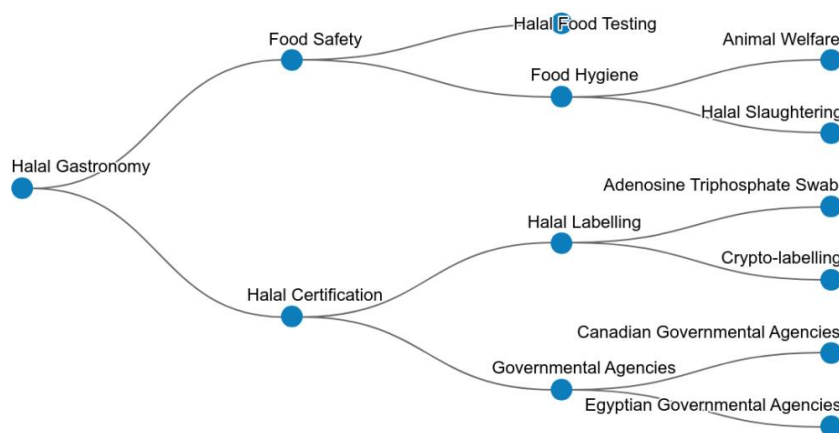 Halal Gastronomy
Food Safety
Halal Food Testing
Food Hygiene
Animal Welfare
Halal Slaughtering
Halal Certification
Halal Labelling
Adenosine Triphosphate Swab
Crypto-labelling
Governmental Agencies
Canadian Governmental Agencies
Egyptian Governmental Agencies